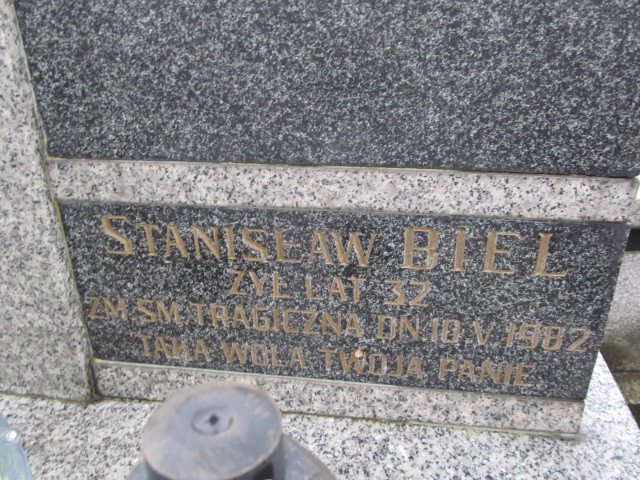 STANISŁAW BIEL
ŻYŁ LAT 32
ZM. ŚM. TRAGICZNĄ DN. 10.V.1982
TAKA WOLA TWOJA PANIE